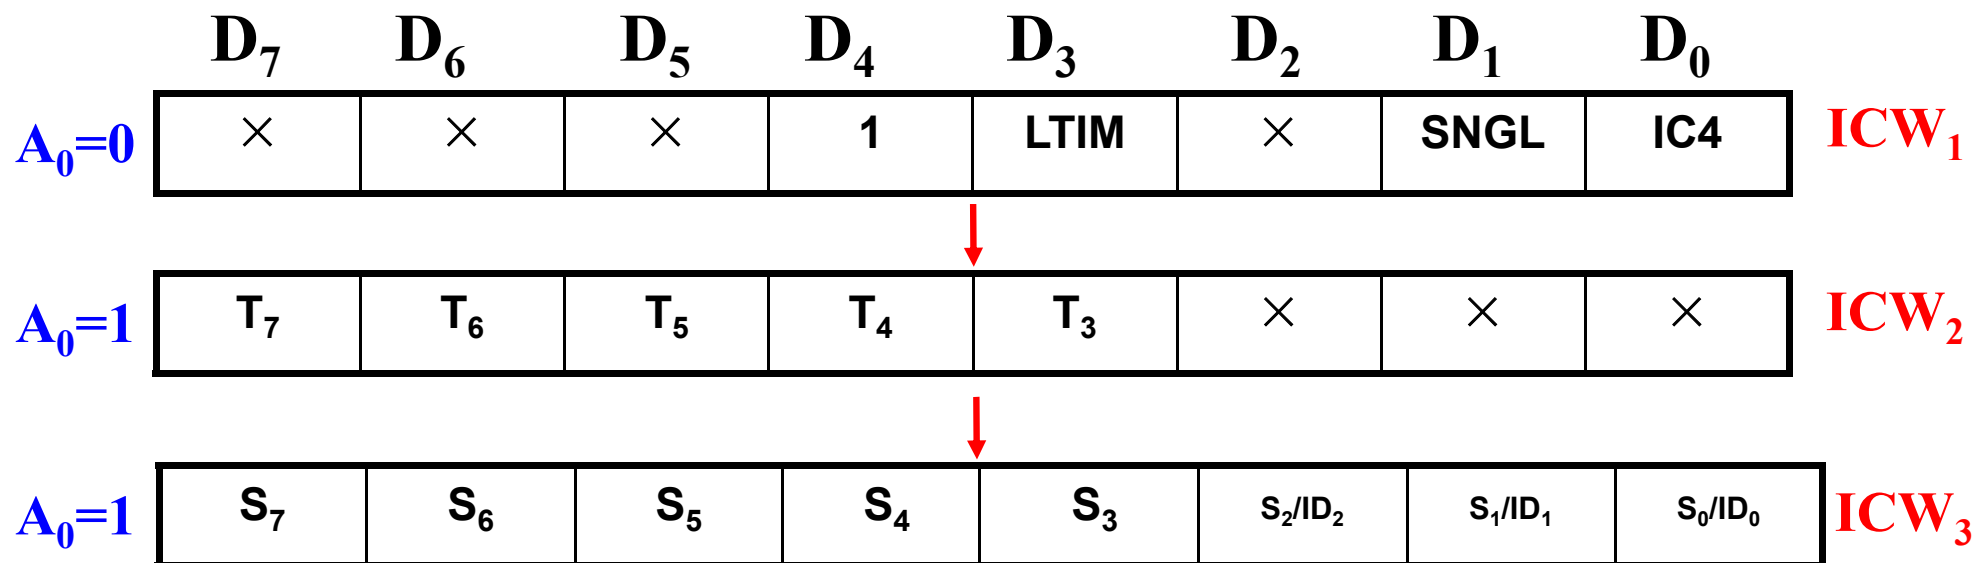 D₇ D₆ D₅ D₄ D₃ D₂ D₁ D₀
A₀=0 × × × 1 LTIM × SNGL IC4 ICW₁
A₀=1 T₇ T₆ T₅ T₄ T₃ × × × ICW₂
A₀=1 S₇ S₆ S₅ S₄ S₃ S₂/ID₂ S₁/ID₁ S₀/ID₀ ICW₃